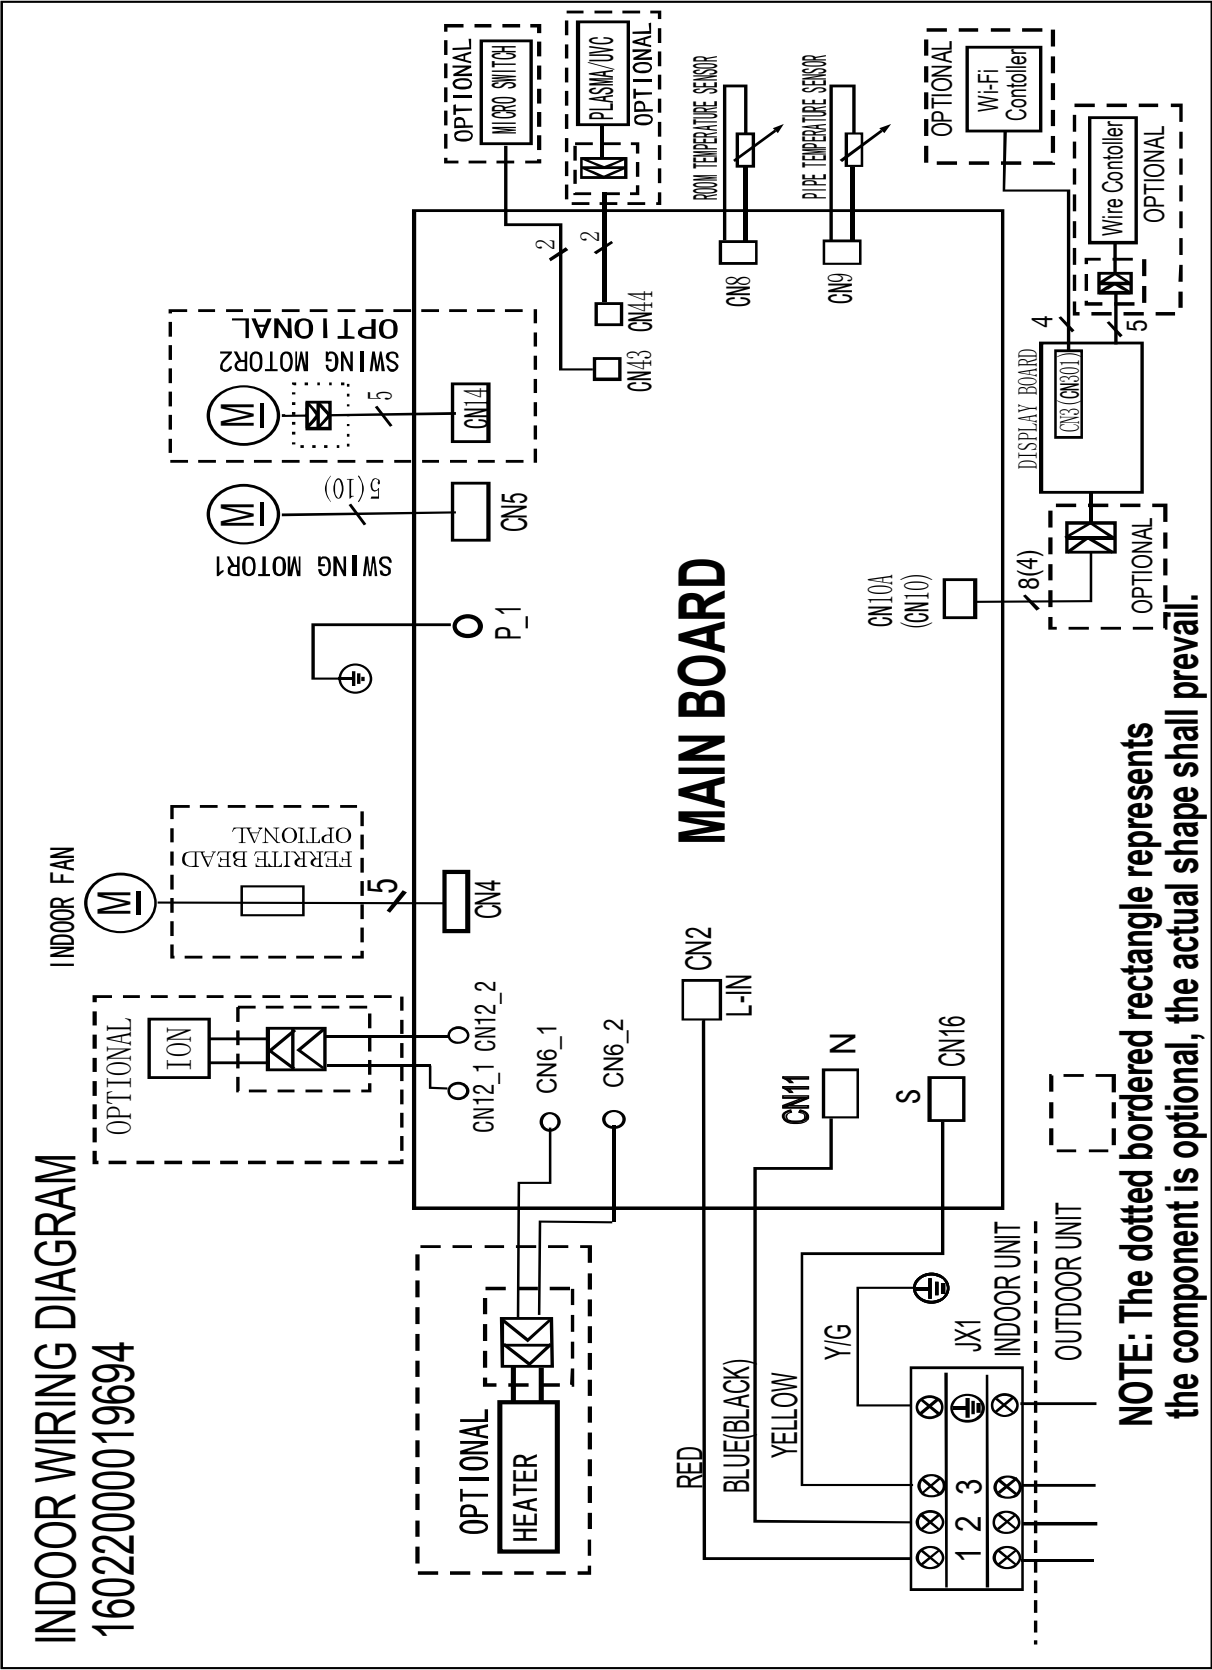 INDOOR WIRING DIAGRAM
16022000019694
OPTIONAL
ION
INDOOR FAN
M
FERRITE BEAD
OPTIONAL
5
CN4
CN12_1
CN12_2
CN6_1
CN6_2
OPTIONAL
HEATER
P_1
SWING MOTOR1
M
5(10)
CN5
SWING MOTOR2
OPTIONAL
M
5
CN14
OPTIONAL
MICRO SWITCH
2
CN43
PLASMA/UVC
OPTIONAL
2
CN44
ROOM TEMPERATURE SENSOR
CN8
PIPE TEMPERATURE SENSOR
CN9
MAIN BOARD
CN2
L-IN
CN11
N
S
CN16
RED
BLUE(BLACK)
YELLOW
Y/G
1
2
3
JX1
INDOOR UNIT
OUTDOOR UNIT
CN10A
(CN10)
8(4)
OPTIONAL
DISPLAY BOARD
CN3(CN301)
4
5
OPTIONAL
Wi-Fi
Contoller
Wire Contoller
OPTIONAL
NOTE: The dotted bordered rectangle represents
the component is optional, the actual shape shall prevail.